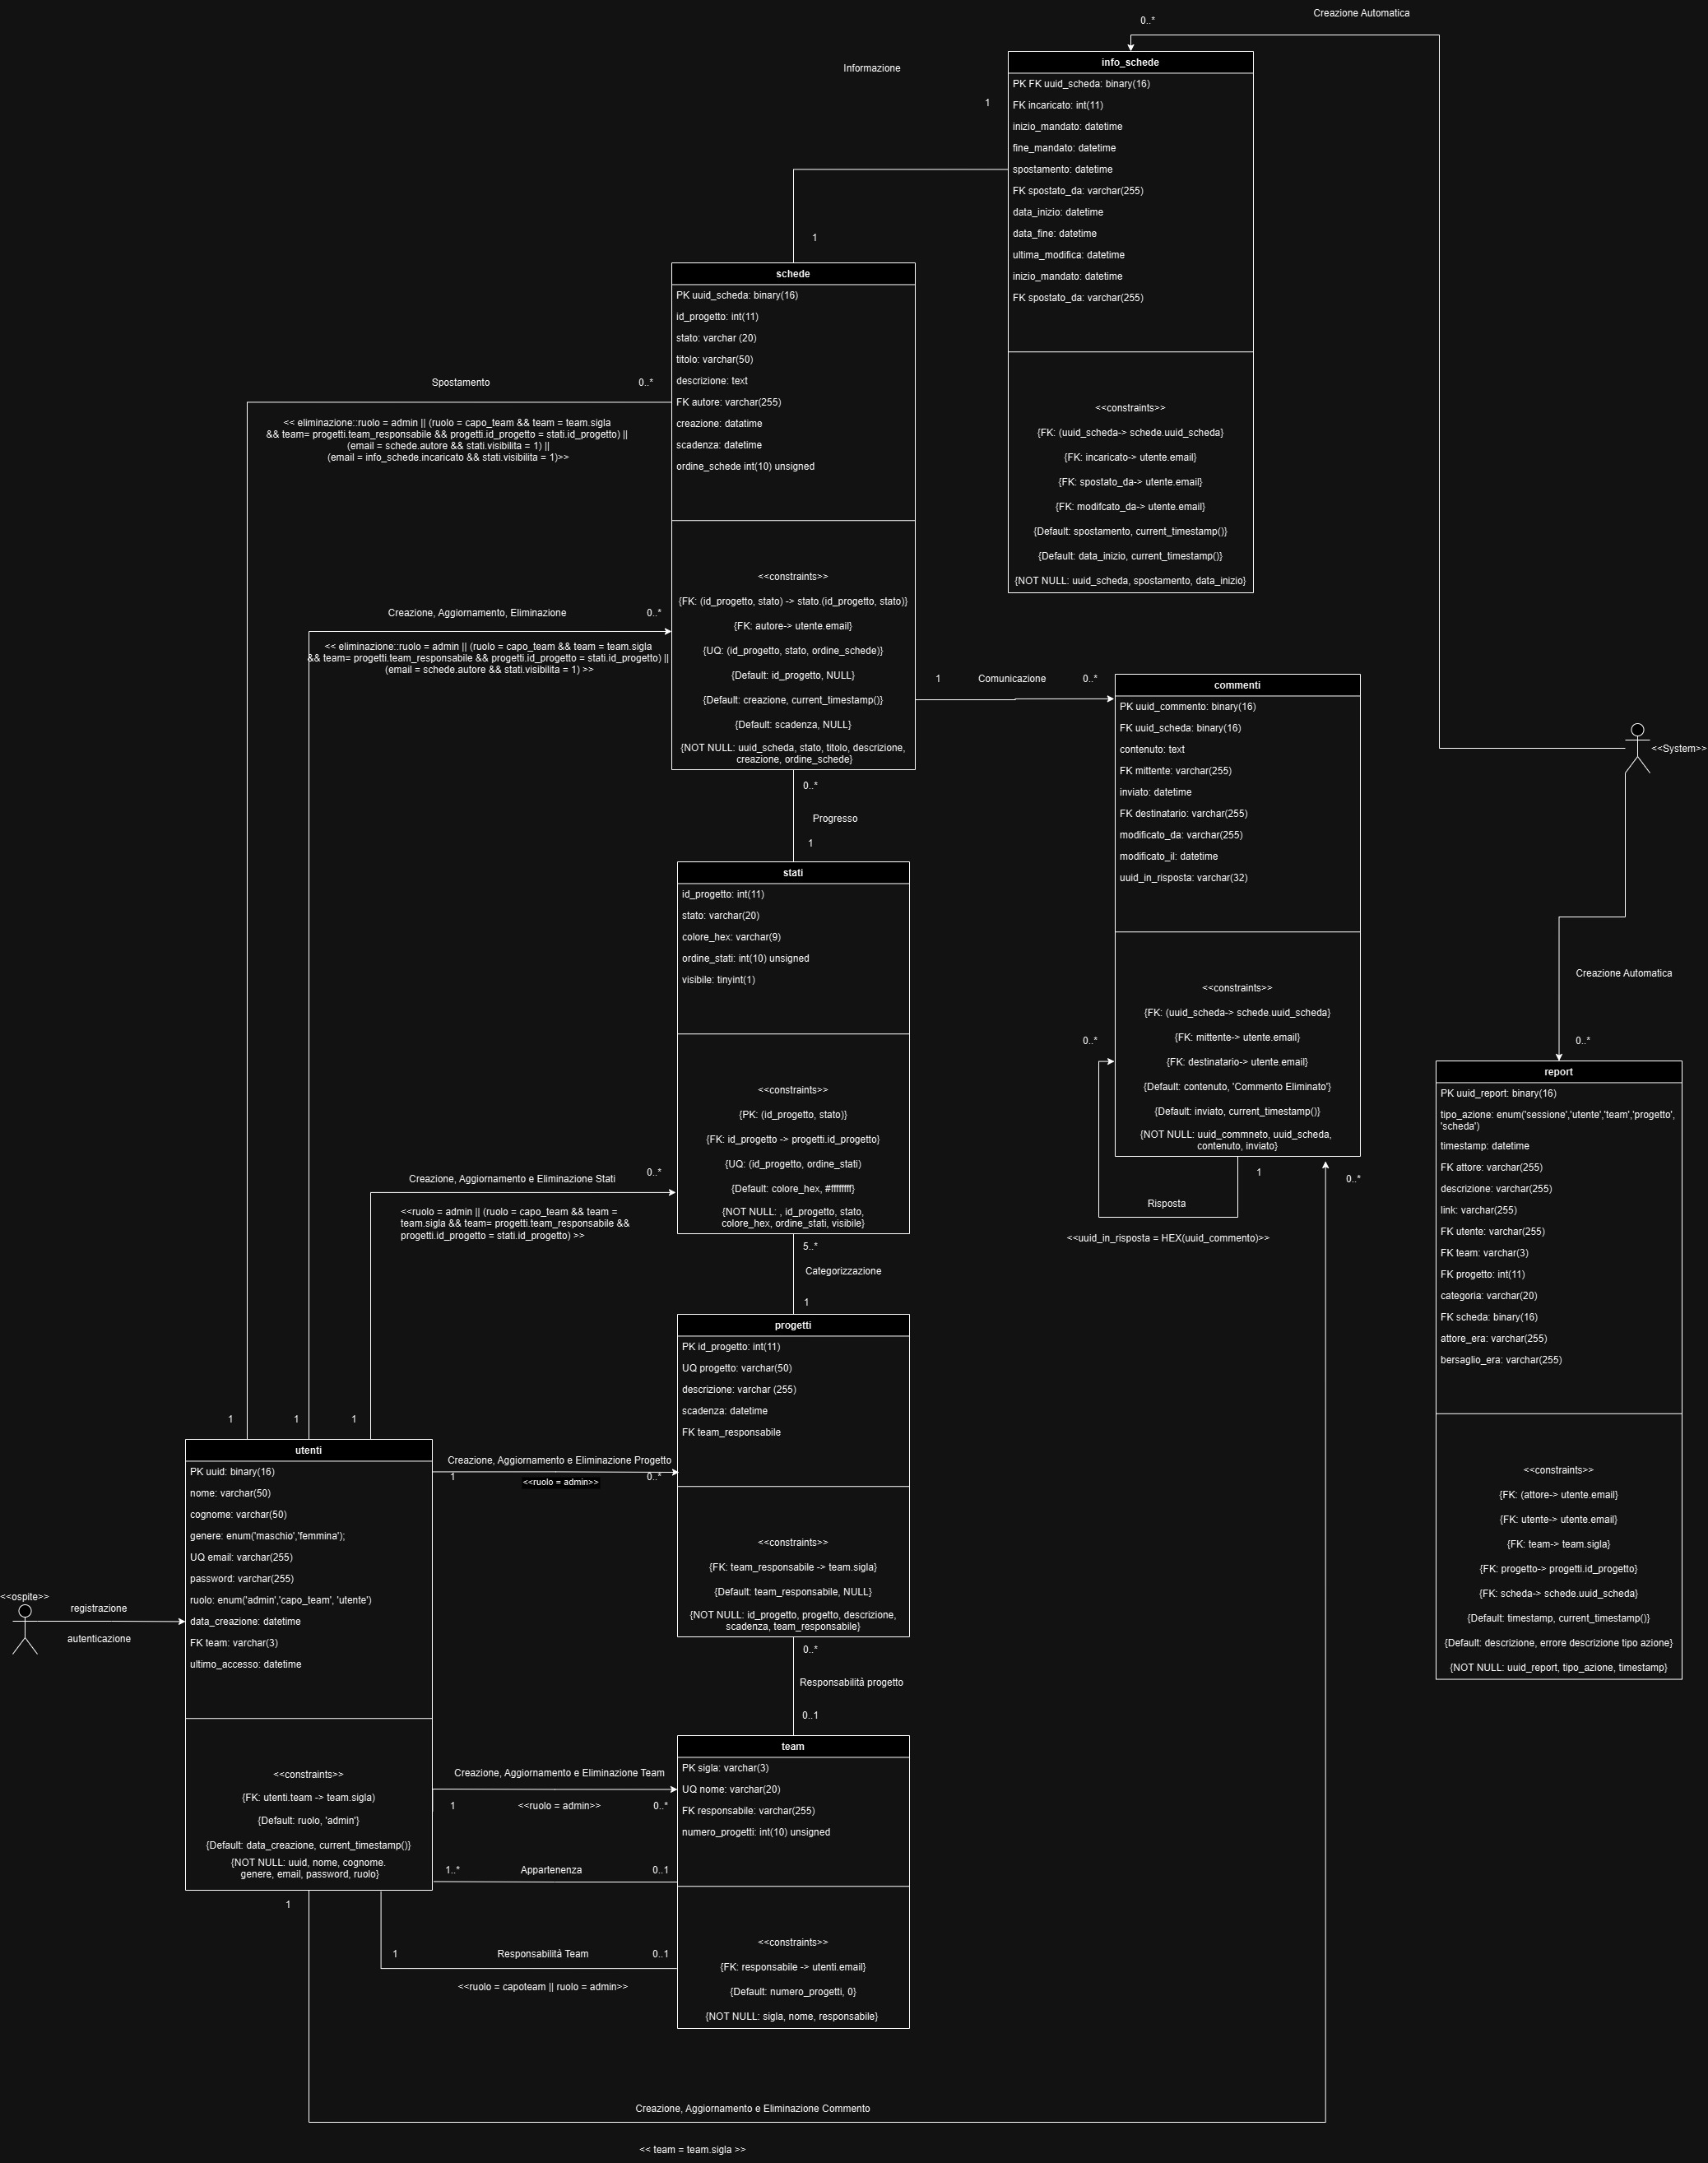 Creazione Automatica
0..*
info_schede
PK FK uuid_scheda: binary(16)
FK incaricato: int(11)
inizio_mandato: datetime
fine_mandato: datetime
spostamento: datetime
FK spostato_da: varchar(255)
data_inizio: datetime
data_fine: datetime
ultima_modifica: datetime
inizio_mandato: datetime
FK spostato_da: varchar(255)
<<constraints>>
{FK: (uuid_scheda-> schede.uuid_scheda}
{FK: incaricato-> utente.email}
{FK: spostato_da-> utente.email}
{FK: modifcato_da-> utente.email}
{Default: spostamento, current_timestamp()}
{Default: data_inizio, current_timestamp()}
{NOT NULL: uuid_scheda, spostamento, data_inizio}
Informazione
1
1
schede
PK uuid_scheda: binary(16)
id_progetto: int(11)
stato: varchar (20)
titolo: varchar(50)
descrizione: text
FK autore: varchar(255)
creazione: datatime
scadenza: datetime
ordine_schede int(10) unsigned
<<constraints>>
{FK: (id_progetto, stato) -> stato.(id_progetto, stato)}
{FK: autore-> utente.email}
{UQ: (id_progetto, stato, ordine_schede)}
{Default: id_progetto, NULL}
{Default: creazione, current_timestamp()}
{Default: scadenza, NULL}
{NOT NULL: uuid_scheda, stato, titolo, descrizione,
creazione, ordine_schede}
Spostamento
0..*
<< eliminazione::ruolo = admin || (ruolo = capo_team && team = team.sigla
&& team= progetti.team_responsabile && progetti.id_progetto = stati.id_progetto) ||
(email = schede.autore && stati.visibilita = 1) ||
(email = info_schede.incaricato && stati.visibilita = 1)>>
Creazione, Aggiornamento, Eliminazione
0..*
<< eliminazione::ruolo = admin || (ruolo = capo_team && team = team.sigla
&& team= progetti.team_responsabile && progetti.id_progetto = stati.id_progetto) ||
(email = schede.autore && stati.visibilita = 1) >>
1
Comunicazione
0..*
commenti
PK uuid_commento: binary(16)
FK uuid_scheda: binary(16)
contenuto: text
FK mittente: varchar(255)
inviato: datetime
FK destinatario: varchar(255)
modificato_da: varchar(255)
modificato_il: datetime
uuid_in_risposta: varchar(32)
<<constraints>>
{FK: (uuid_scheda-> schede.uuid_scheda}
{FK: mittente-> utente.email}
{FK: destinatario-> utente.email}
{Default: contenuto, 'Commento Eliminato'}
{Default: inviato, current_timestamp()}
{NOT NULL: uuid_commneto, uuid_scheda,
contenuto, inviato}
0..*
1
0..*
Risposta
<<uuid_in_risposta = HEX(uuid_commento)>>
<<System>>
Creazione Automatica
0..*
report
PK uuid_report: binary(16)
tipo_azione: enum('sessione','utente','team','progetto',
'scheda')
timestamp: datetime
FK attore: varchar(255)
descrizione: varchar(255)
link: varchar(255)
FK utente: varchar(255)
FK team: varchar(3)
FK progetto: int(11)
categoria: varchar(20)
FK scheda: binary(16)
attore_era: varchar(255)
bersaglio_era: varchar(255)
<<constraints>>
{FK: (attore-> utente.email}
{FK: utente-> utente.email}
{FK: team-> team.sigla}
{FK: progetto-> progetti.id_progetto}
{FK: scheda-> schede.uuid_scheda}
{Default: timestamp, current_timestamp()}
{Default: descrizione, errore descrizione tipo azione}
{NOT NULL: uuid_report, tipo_azione, timestamp}
0..*
Progresso
1
stati
id_progetto: int(11)
stato: varchar(20)
colore_hex: varchar(9)
ordine_stati: int(10) unsigned
visibile: tinyint(1)
<<constraints>>
{PK: (id_progetto, stato)}
{FK: id_progetto -> progetti.id_progetto}
{UQ: (id_progetto, ordine_stati)
{Default: colore_hex, #ffffffff}
{NOT NULL: , id_progetto, stato,
colore_hex, ordine_stati, visibile}
Creazione, Aggiornamento e Eliminazione Stati
0..*
<<ruolo = admin || (ruolo = capo_team && team =
team.sigla && team= progetti.team_responsabile &&
progetti.id_progetto = stati.id_progetto) >>
5..*
Categorizzazione
1
progetti
PK id_progetto: int(11)
UQ progetto: varchar(50)
descrizione: varchar (255)
scadenza: datetime
FK team_responsabile
<<constraints>>
{FK: team_responsabile -> team.sigla}
{Default: team_responsabile, NULL}
{NOT NULL: id_progetto, progetto, descrizione,
scadenza, team_responsabile}
1
1
1
utenti
PK uuid: binary(16)
nome: varchar(50)
cognome: varchar(50)
genere: enum('maschio','femmina');
UQ email: varchar(255)
password: varchar(255)
ruolo: enum('admin','capo_team', 'utente')
data_creazione: datetime
FK team: varchar(3)
ultimo_accesso: datetime
<<constraints>>
{FK: utenti.team -> team.sigla)
{Default: ruolo, 'admin'}
{Default: data_creazione, current_timestamp()}
{NOT NULL: uuid, nome, cognome.
genere, email, password, ruolo}
<<ospite>>
registrazione
autenticazione
Creazione, Aggiornamento e Eliminazione Progetto
1
<<ruolo = admin>>
0..*
0..*
Responsabilità progetto
0..1
team
PK sigla: varchar(3)
UQ nome: varchar(20)
FK responsabile: varchar(255)
numero_progetti: int(10) unsigned
<<constraints>>
{FK: responsabile -> utenti.email}
{Default: numero_progetti, 0}
{NOT NULL: sigla, nome, responsabile}
Creazione, Aggiornamento e Eliminazione Team
1
<<ruolo = admin>>
0..*
1..*
Appartenenza
0..1
1
1
Responsabilità Team
0..1
<<ruolo = capoteam || ruolo = admin>>
Creazione, Aggiornamento e Eliminazione Commento
<< team = team.sigla >>